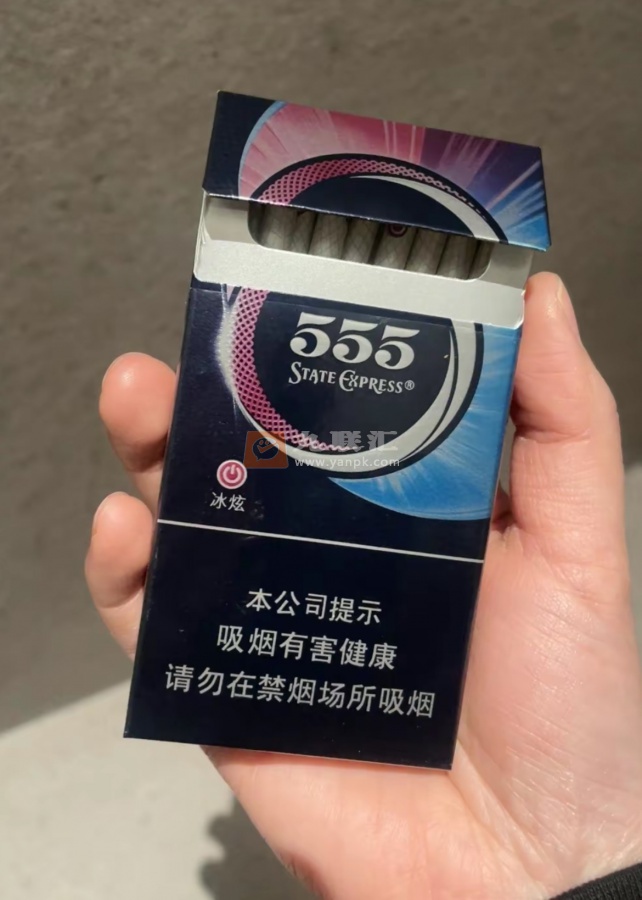 555
STATE EXPRESS®
联汇
www.yanpk.com
冰炫
本公司提示
吸烟有害健康
请勿在禁烟场所吸烟